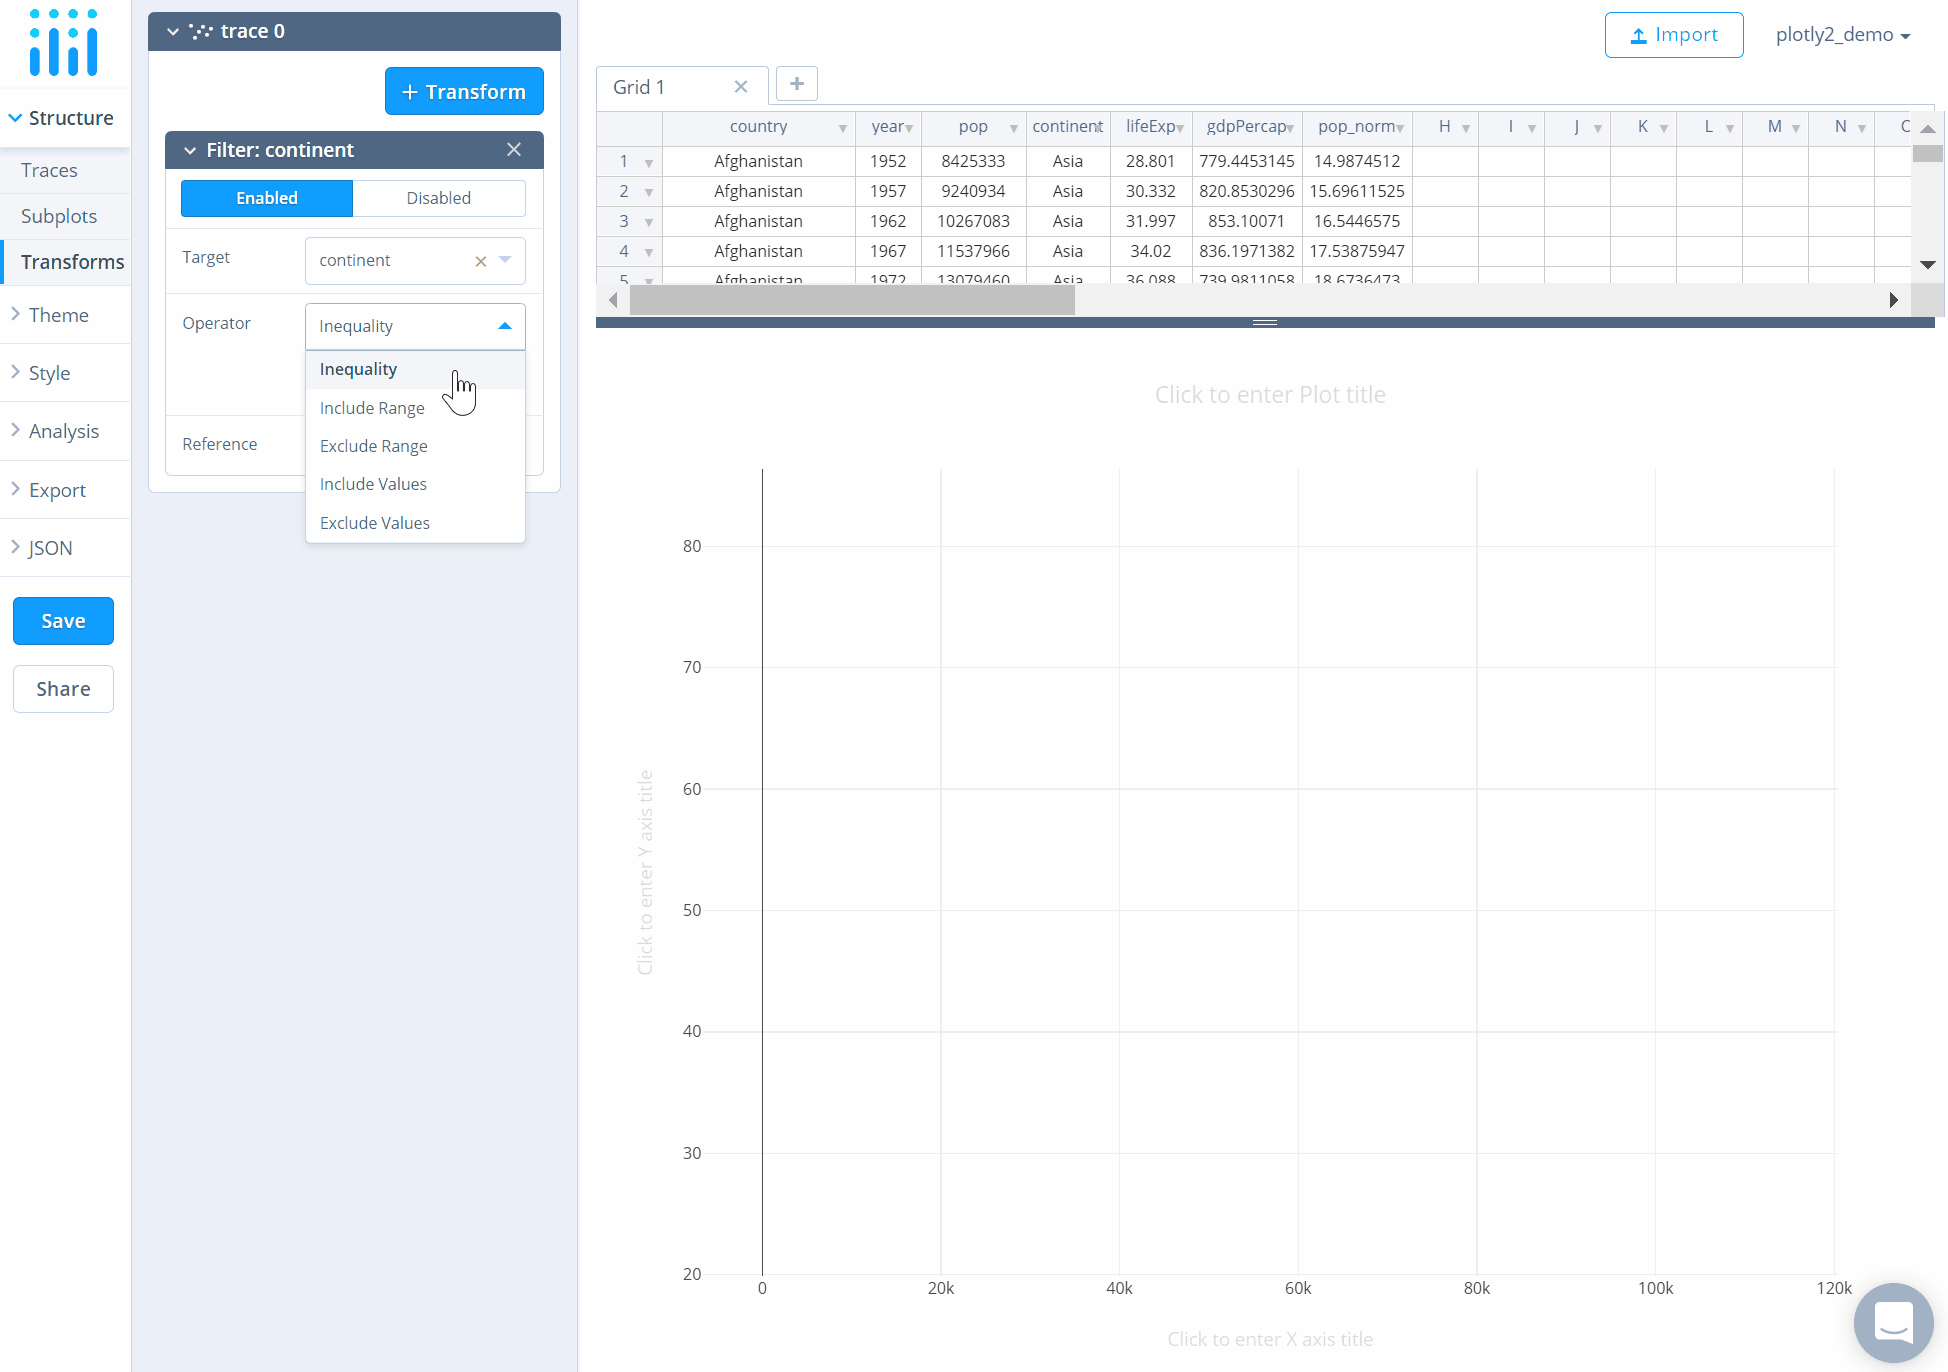 Structure
Traces
Subplots
Transforms
Theme
Style
Analysis
Export
JSON
Save
Share
trace 0
+ Transform
Filter: continent
Enabled Disabled
Target continent
Operator Inequality
Inequality
Include Range
Exclude Range
Include Values
Exclude Values
Reference
Import plotly2_demo
Grid 1
country year pop continent lifeExp gdpPercap pop_norm H I J K L M N
1 Afghanistan 1952 8425333 Asia 28.801 779.4453145 14.9874512
2 Afghanistan 1957 9240934 Asia 30.332 820.8530296 15.69611525
3 Afghanistan 1962 10267083 Asia 31.997 853.10071 16.5446575
4 Afghanistan 1967 11537966 Asia 34.02 836.1971382 17.53875947
5 Afghanistan 1972 13079460 Asia 36.088 739.9811058 18.6736473
Click to enter Plot title
Click to enter Y axis title
80
70
60
50
40
30
20
0 20k 40k 60k 80k 100k 120k
Click to enter X axis title